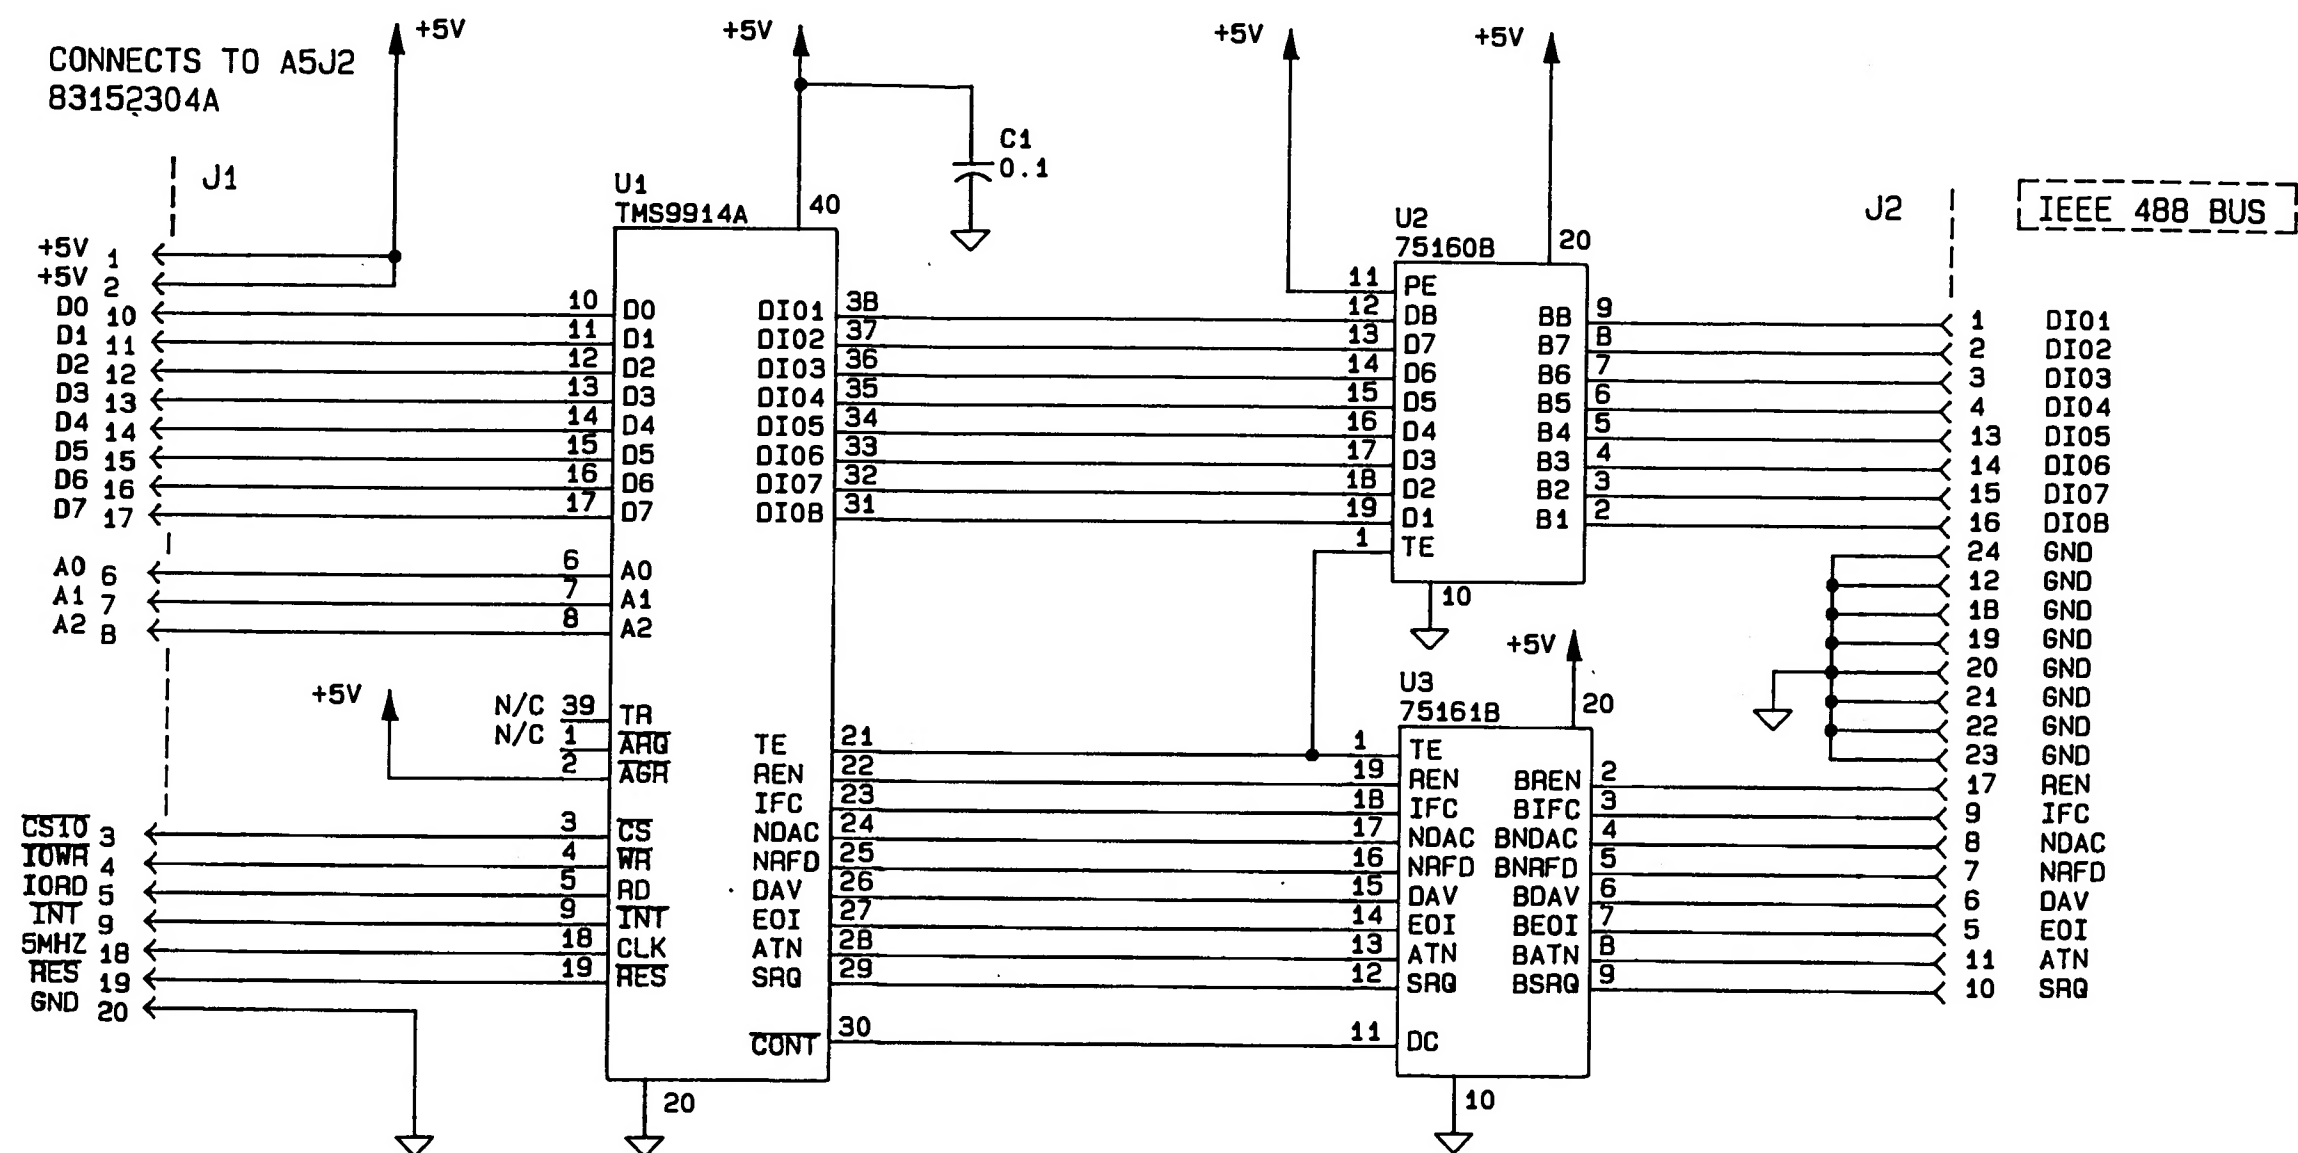 CONNECTS TO A5J2
83152304A
+5V
+5V
+5V
+5V
C1
0.1
J1
U1
TMS9914A
40
U2
75160B
20
J2
IEEE 488 BUS
+5V 1
+5V 2
D0 10 10 D0 DIO1 38 12 D8
D1 11 11 D1 DIO2 37 13 D7
D2 12 12 D2 DIO3 36 14 D6
D3 13 13 D3 DIO4 35 15 D5
D4 14 14 D4 DIO5 34 16 D4
D5 15 15 D5 DIO6 33 17 D3
D6 16 16 D6 DIO7 32 18 D2
D7 17 17 D7 DIO8 31 19 D1
11 PE
1 TE
10
B8 9 1 DIO1
B7 8 2 DIO2
B6 7 3 DIO3
B5 6 4 DIO4
B4 5 13 DIO5
B3 4 14 DIO6
B2 3 15 DIO7
B1 2 16 DIO8
24 GND
12 GND
18 GND
19 GND
20 GND
21 GND
22 GND
23 GND
A0 6 6 A0
A1 7 7 A1
A2 8 8 A2
+5V
N/C 39 TR
N/C 1 ARQ
2 AGR
+5V
U3
75161B
20
TE 21 1 TE
REN 22 19 REN BREN 2 17 REN
IFC 23 18 IFC BIFC 3 9 IFC
CS10 3 3 CS NDAC 24 17 NDAC BNDAC 4 8 NDAC
IOWR 4 4 WR NRFD 25 16 NRFD BNRFD 5 7 NRFD
IORD 5 5 RD DAV 26 15 DAV BDAV 6 6 DAV
INT 9 9 INT EOI 27 14 EOI BEOI 7 5 EOI
5MHZ 18 18 CLK ATN 28 13 ATN BATN 8 11 ATN
RES 19 19 RES SRQ 29 12 SRQ BSRQ 9 10 SRQ
GND 20
CONT 30 11 DC
20
10